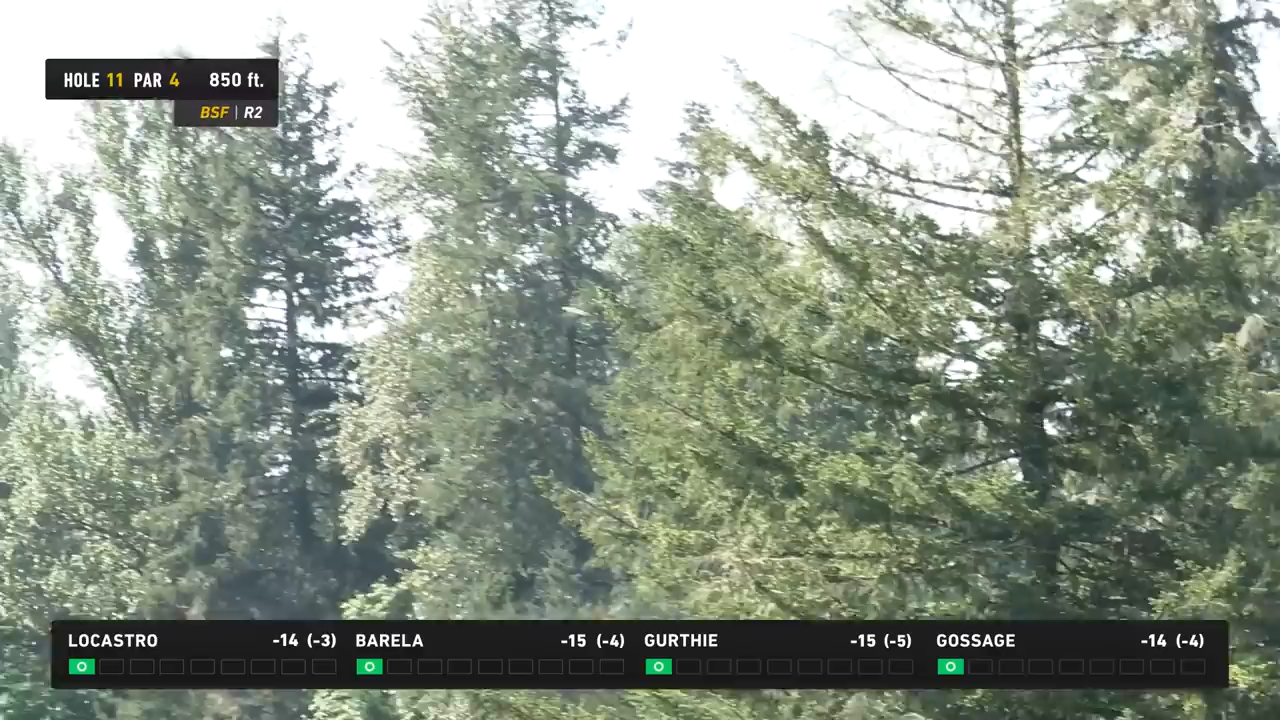 HOLE 11 PAR 4 850 ft.
BSF | R2
LOCASTRO -14 (-3) BARELA -15 (-4) GURTHIE -15 (-5) GOSSAGE -14 (-4)